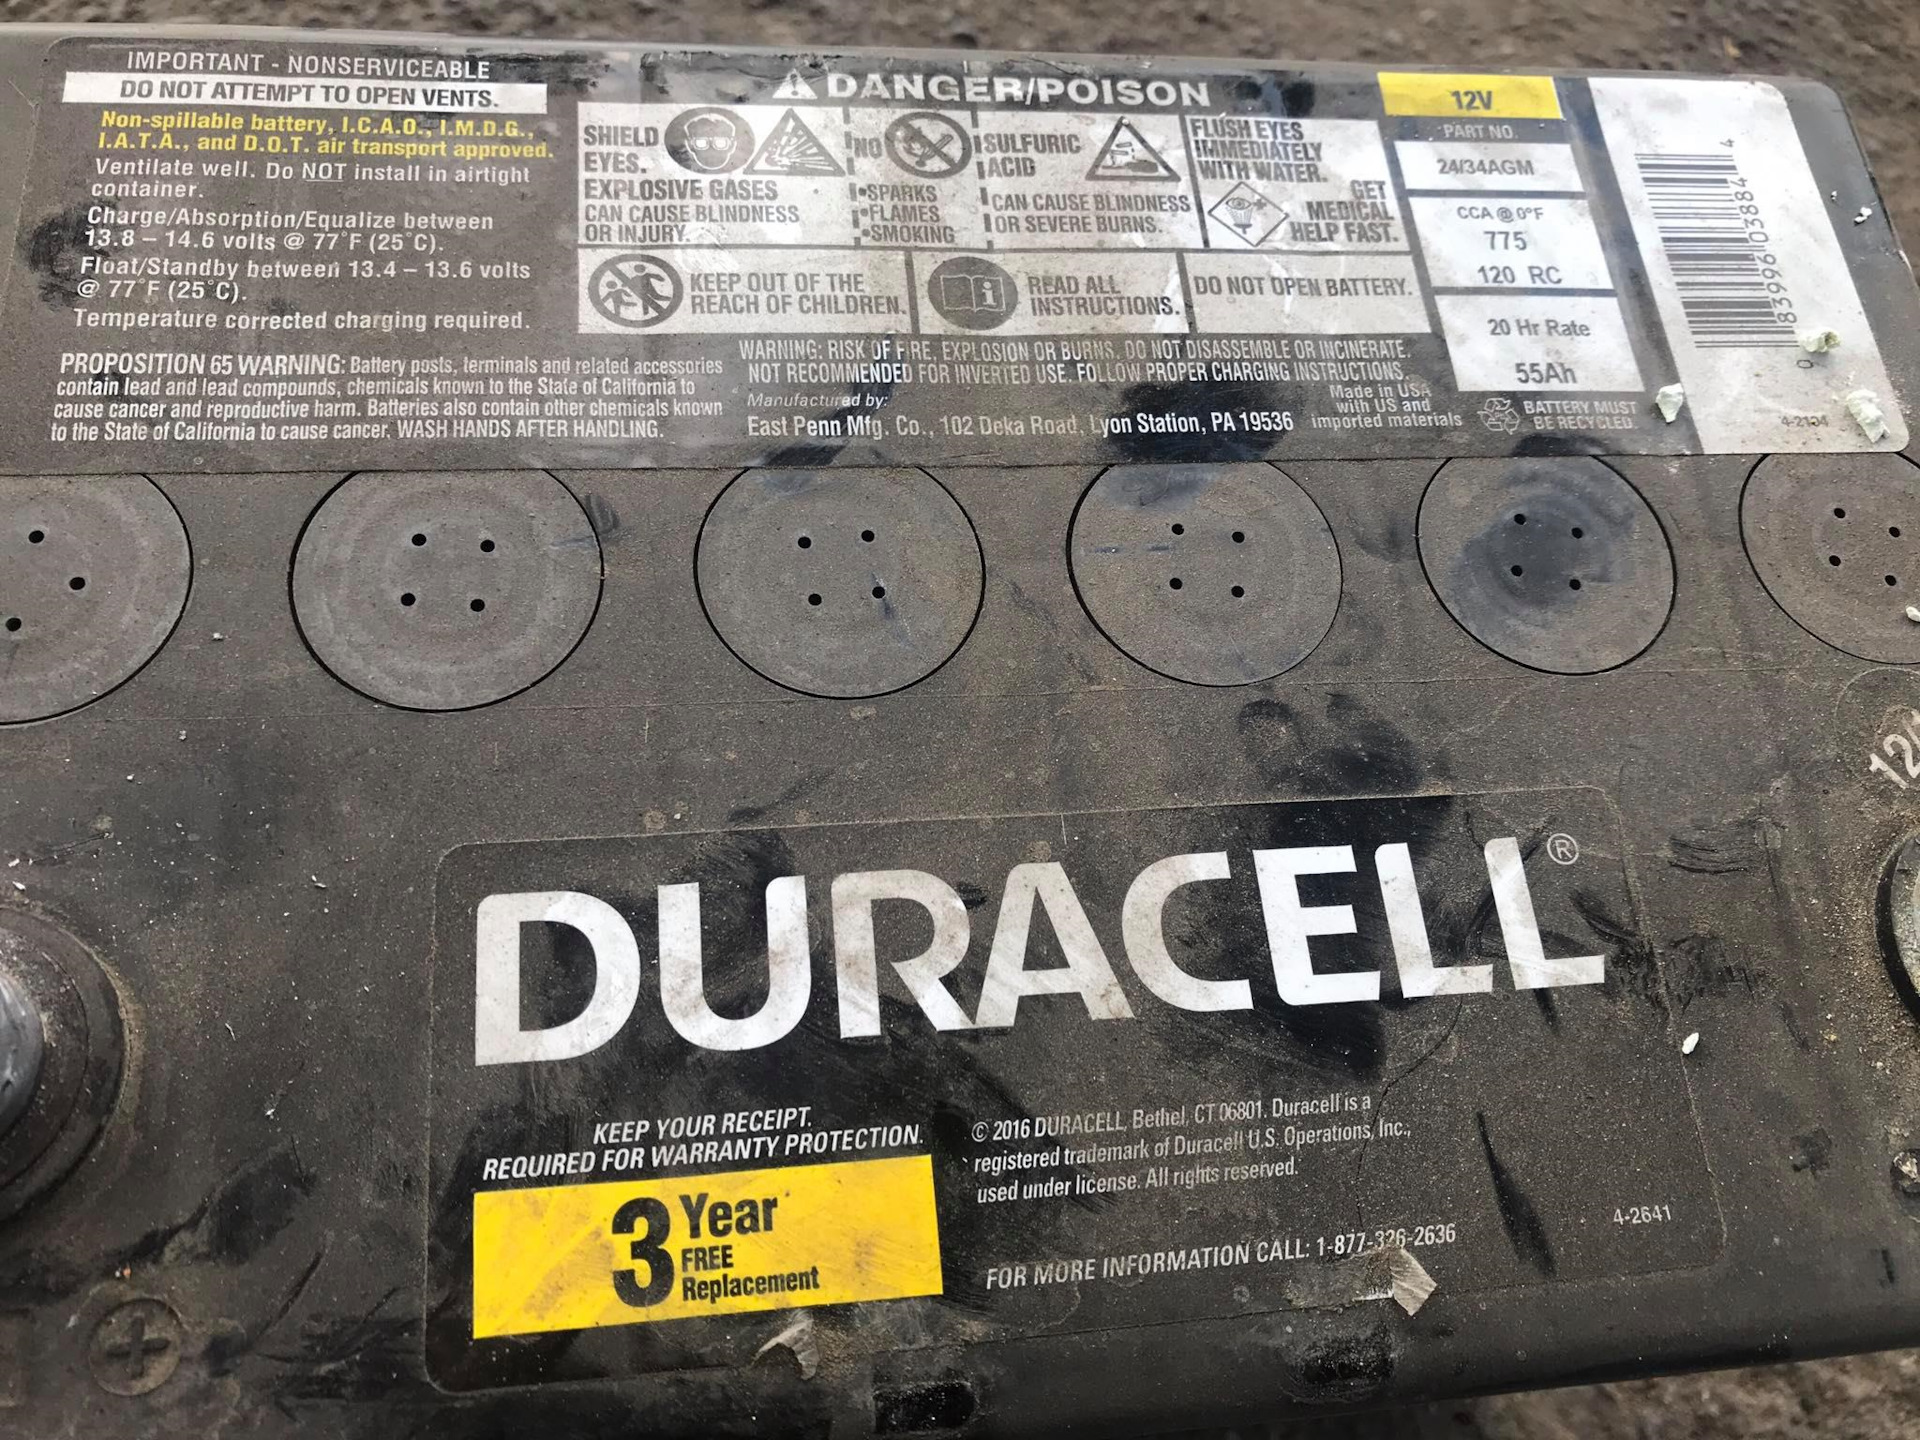 IMPORTANT - NONSERVICEABLE
DO NOT ATTEMPT TO OPEN VENTS.
Non-spillable battery, I.C.A.O., I.M.D.G.,
I.A.T.A., and D.O.T. air transport approved.
Ventilate well. Do NOT install in airtight
container.
Charge/Absorption/Equalize between
13.8 – 14.6 volts @ 77°F (25°C).
Float/Standby between 13.4 – 13.6 volts
@ 77°F (25°C).
Temperature corrected charging required.
PROPOSITION 65 WARNING: Battery posts, terminals and related accessories
contain lead and lead compounds, chemicals known to the State of California to
cause cancer and reproductive harm. Batteries also contain other chemicals known
to the State of California to cause cancer. WASH HANDS AFTER HANDLING.
DANGER/POISON
SHIELD
EYES.
EXPLOSIVE GASES
CAN CAUSE BLINDNESS
OR INJURY.
NO
•SPARKS
•FLAMES
•SMOKING
SULFURIC
ACID
CAN CAUSE BLINDNESS
OR SEVERE BURNS.
FLUSH EYES
IMMEDIATELY
WITH WATER.
GET
MEDICAL
HELP FAST.
KEEP OUT OF THE
REACH OF CHILDREN.
READ ALL
INSTRUCTIONS.
DO NOT OPEN BATTERY.
WARNING: RISK OF FIRE, EXPLOSION OR BURNS. DO NOT DISASSEMBLE OR INCINERATE.
NOT RECOMMENDED FOR INVERTED USE. FOLLOW PROPER CHARGING INSTRUCTIONS.
Manufactured by:
East Penn Mfg. Co., 102 Deka Road, Lyon Station, PA 19536
Made in USA
with US and
imported materials
BATTERY MUST
BE RECYCLED.
12V
PART NO.
24/34AGM
CCA @ 0°F
775
120 RC
20 Hr Rate
55Ah
0 83996 03884 4
4-2134
DURACELL®
KEEP YOUR RECEIPT.
REQUIRED FOR WARRANTY PROTECTION.
3 Year
FREE
Replacement
© 2016 DURACELL, Bethel, CT 06801. Duracell is a
registered trademark of Duracell U.S. Operations, Inc.,
used under license. All rights reserved.
FOR MORE INFORMATION CALL: 1-877-326-2636
4-2641
+